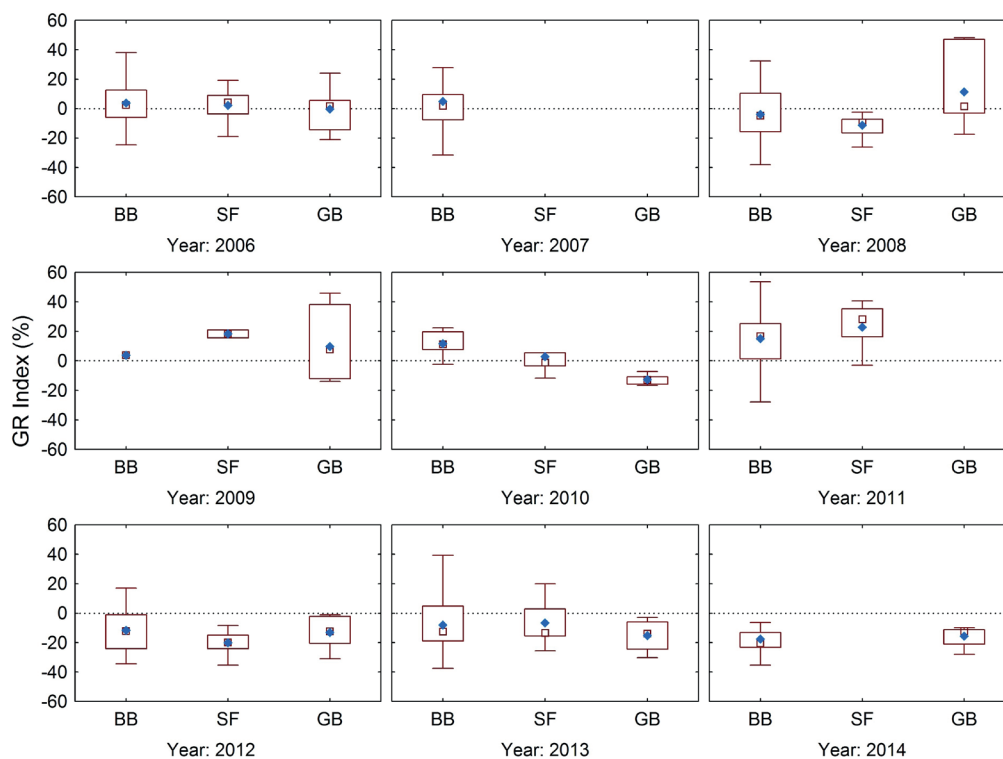 GR Index (%)
60
40
20
0
-20
-40
-60
BB SF GB
Year: 2006
BB SF GB
Year: 2007
BB SF GB
Year: 2008
60
40
20
0
-20
-40
-60
BB SF GB
Year: 2009
BB SF GB
Year: 2010
BB SF GB
Year: 2011
60
40
20
0
-20
-40
-60
BB SF GB
Year: 2012
BB SF GB
Year: 2013
BB SF GB
Year: 2014